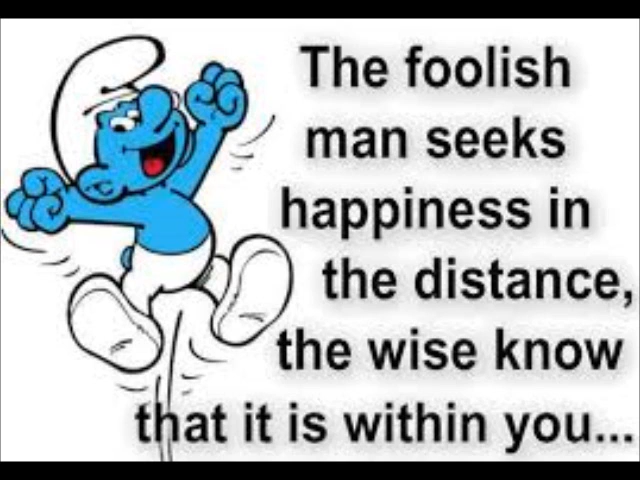 The foolish
man seeks
happiness in
the distance,
the wise know
that it is within you...